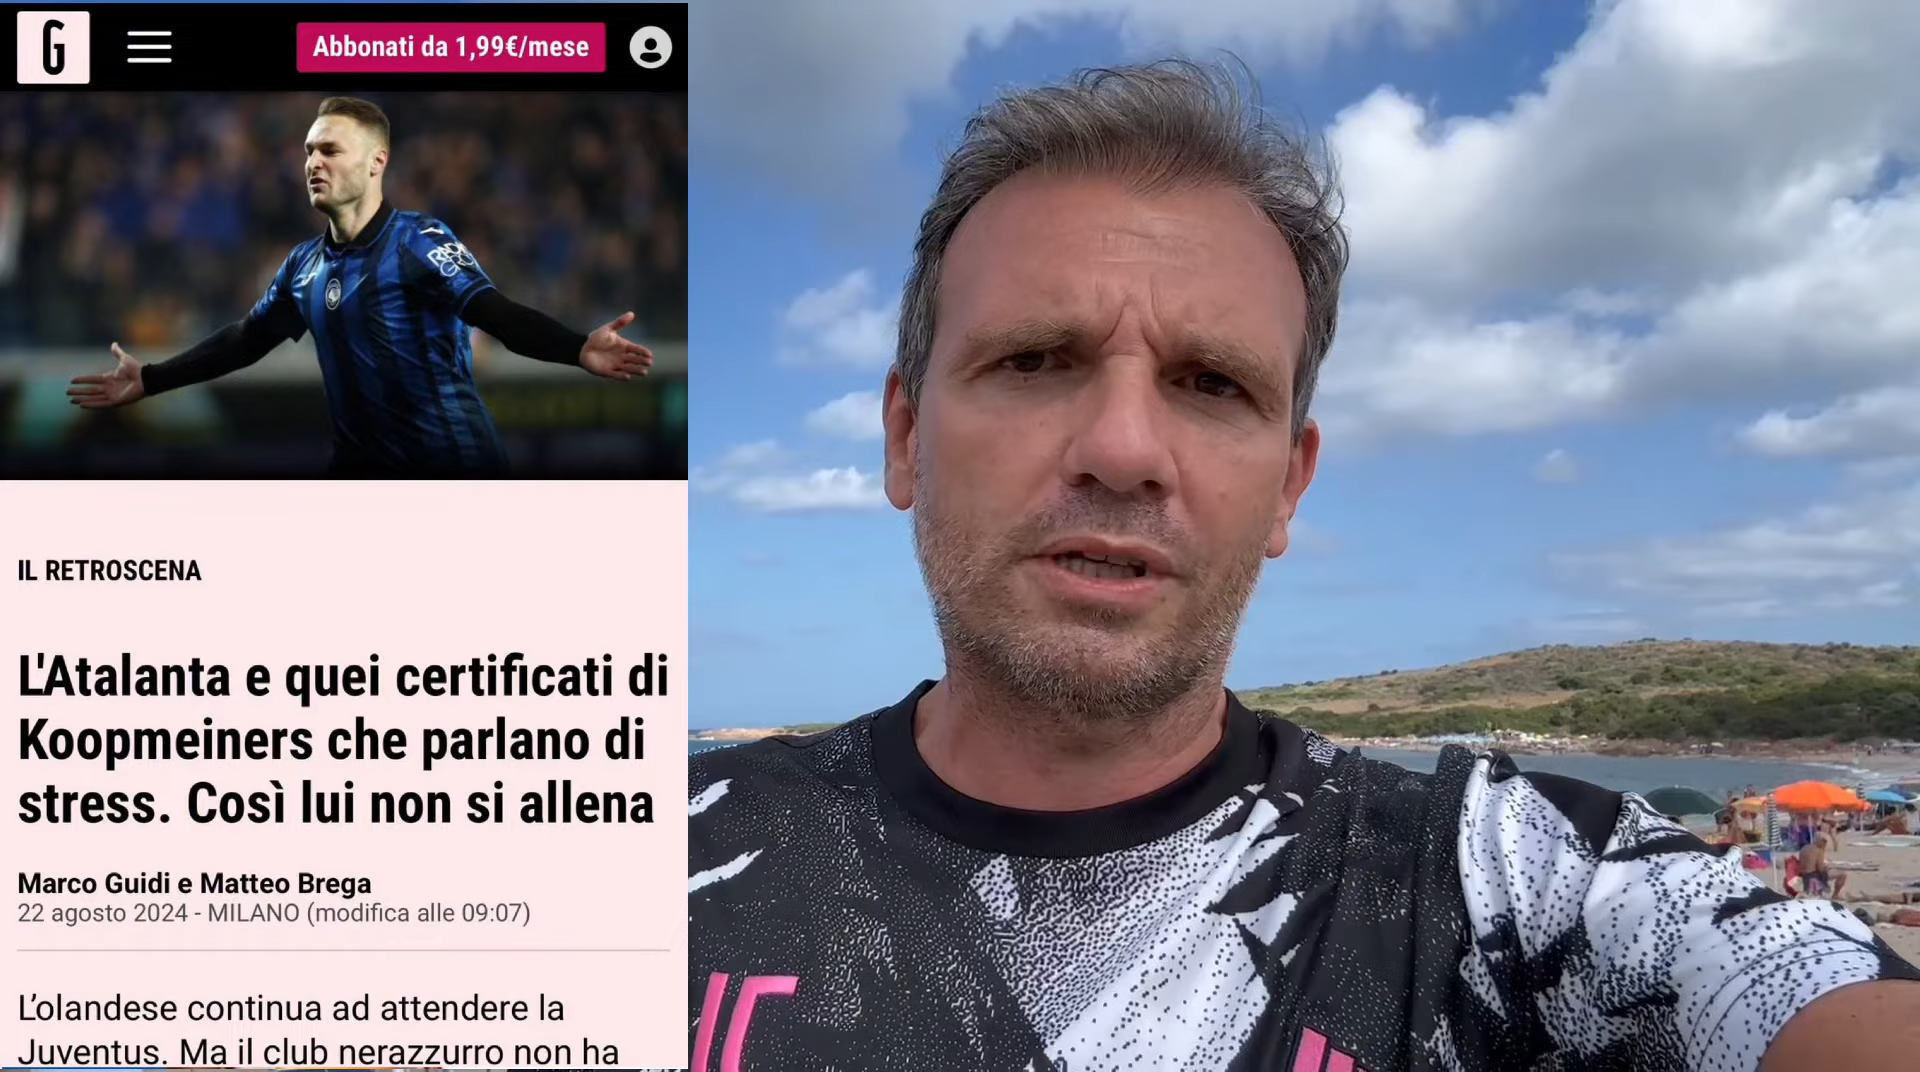 G
Abbonati da 1,99€/mese
IL RETROSCENA
L'Atalanta e quei certificati di
Koopmeiners che parlano di
stress. Così lui non si allena
Marco Guidi e Matteo Brega
22 agosto 2024 - MILANO (modifica alle 09:07)
L'olandese continua ad attendere la
Juventus. Ma il club nerazzurro non ha